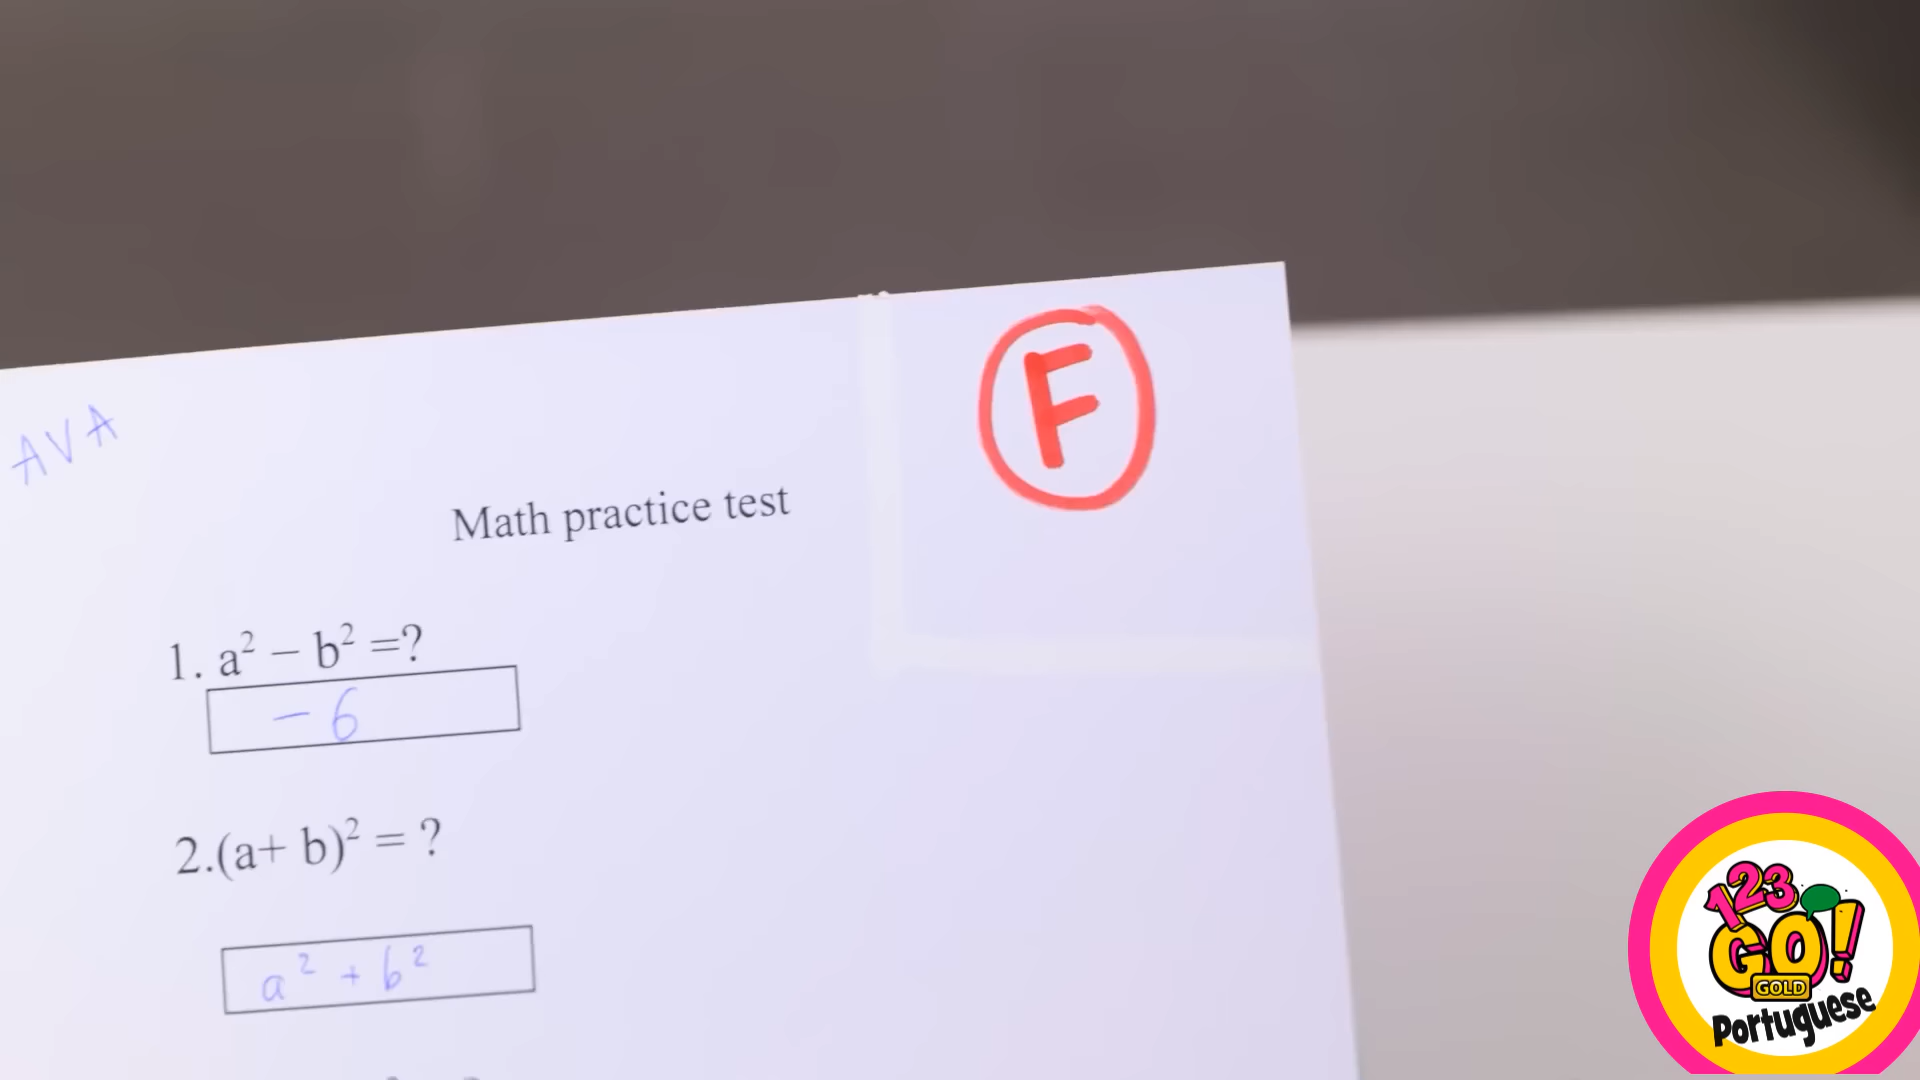 F
AVA
Math practice test
1. a² − b² =?
− 6
2.(a+ b)² = ?
a² + b²
123
GO!
GOLD
Portuguese